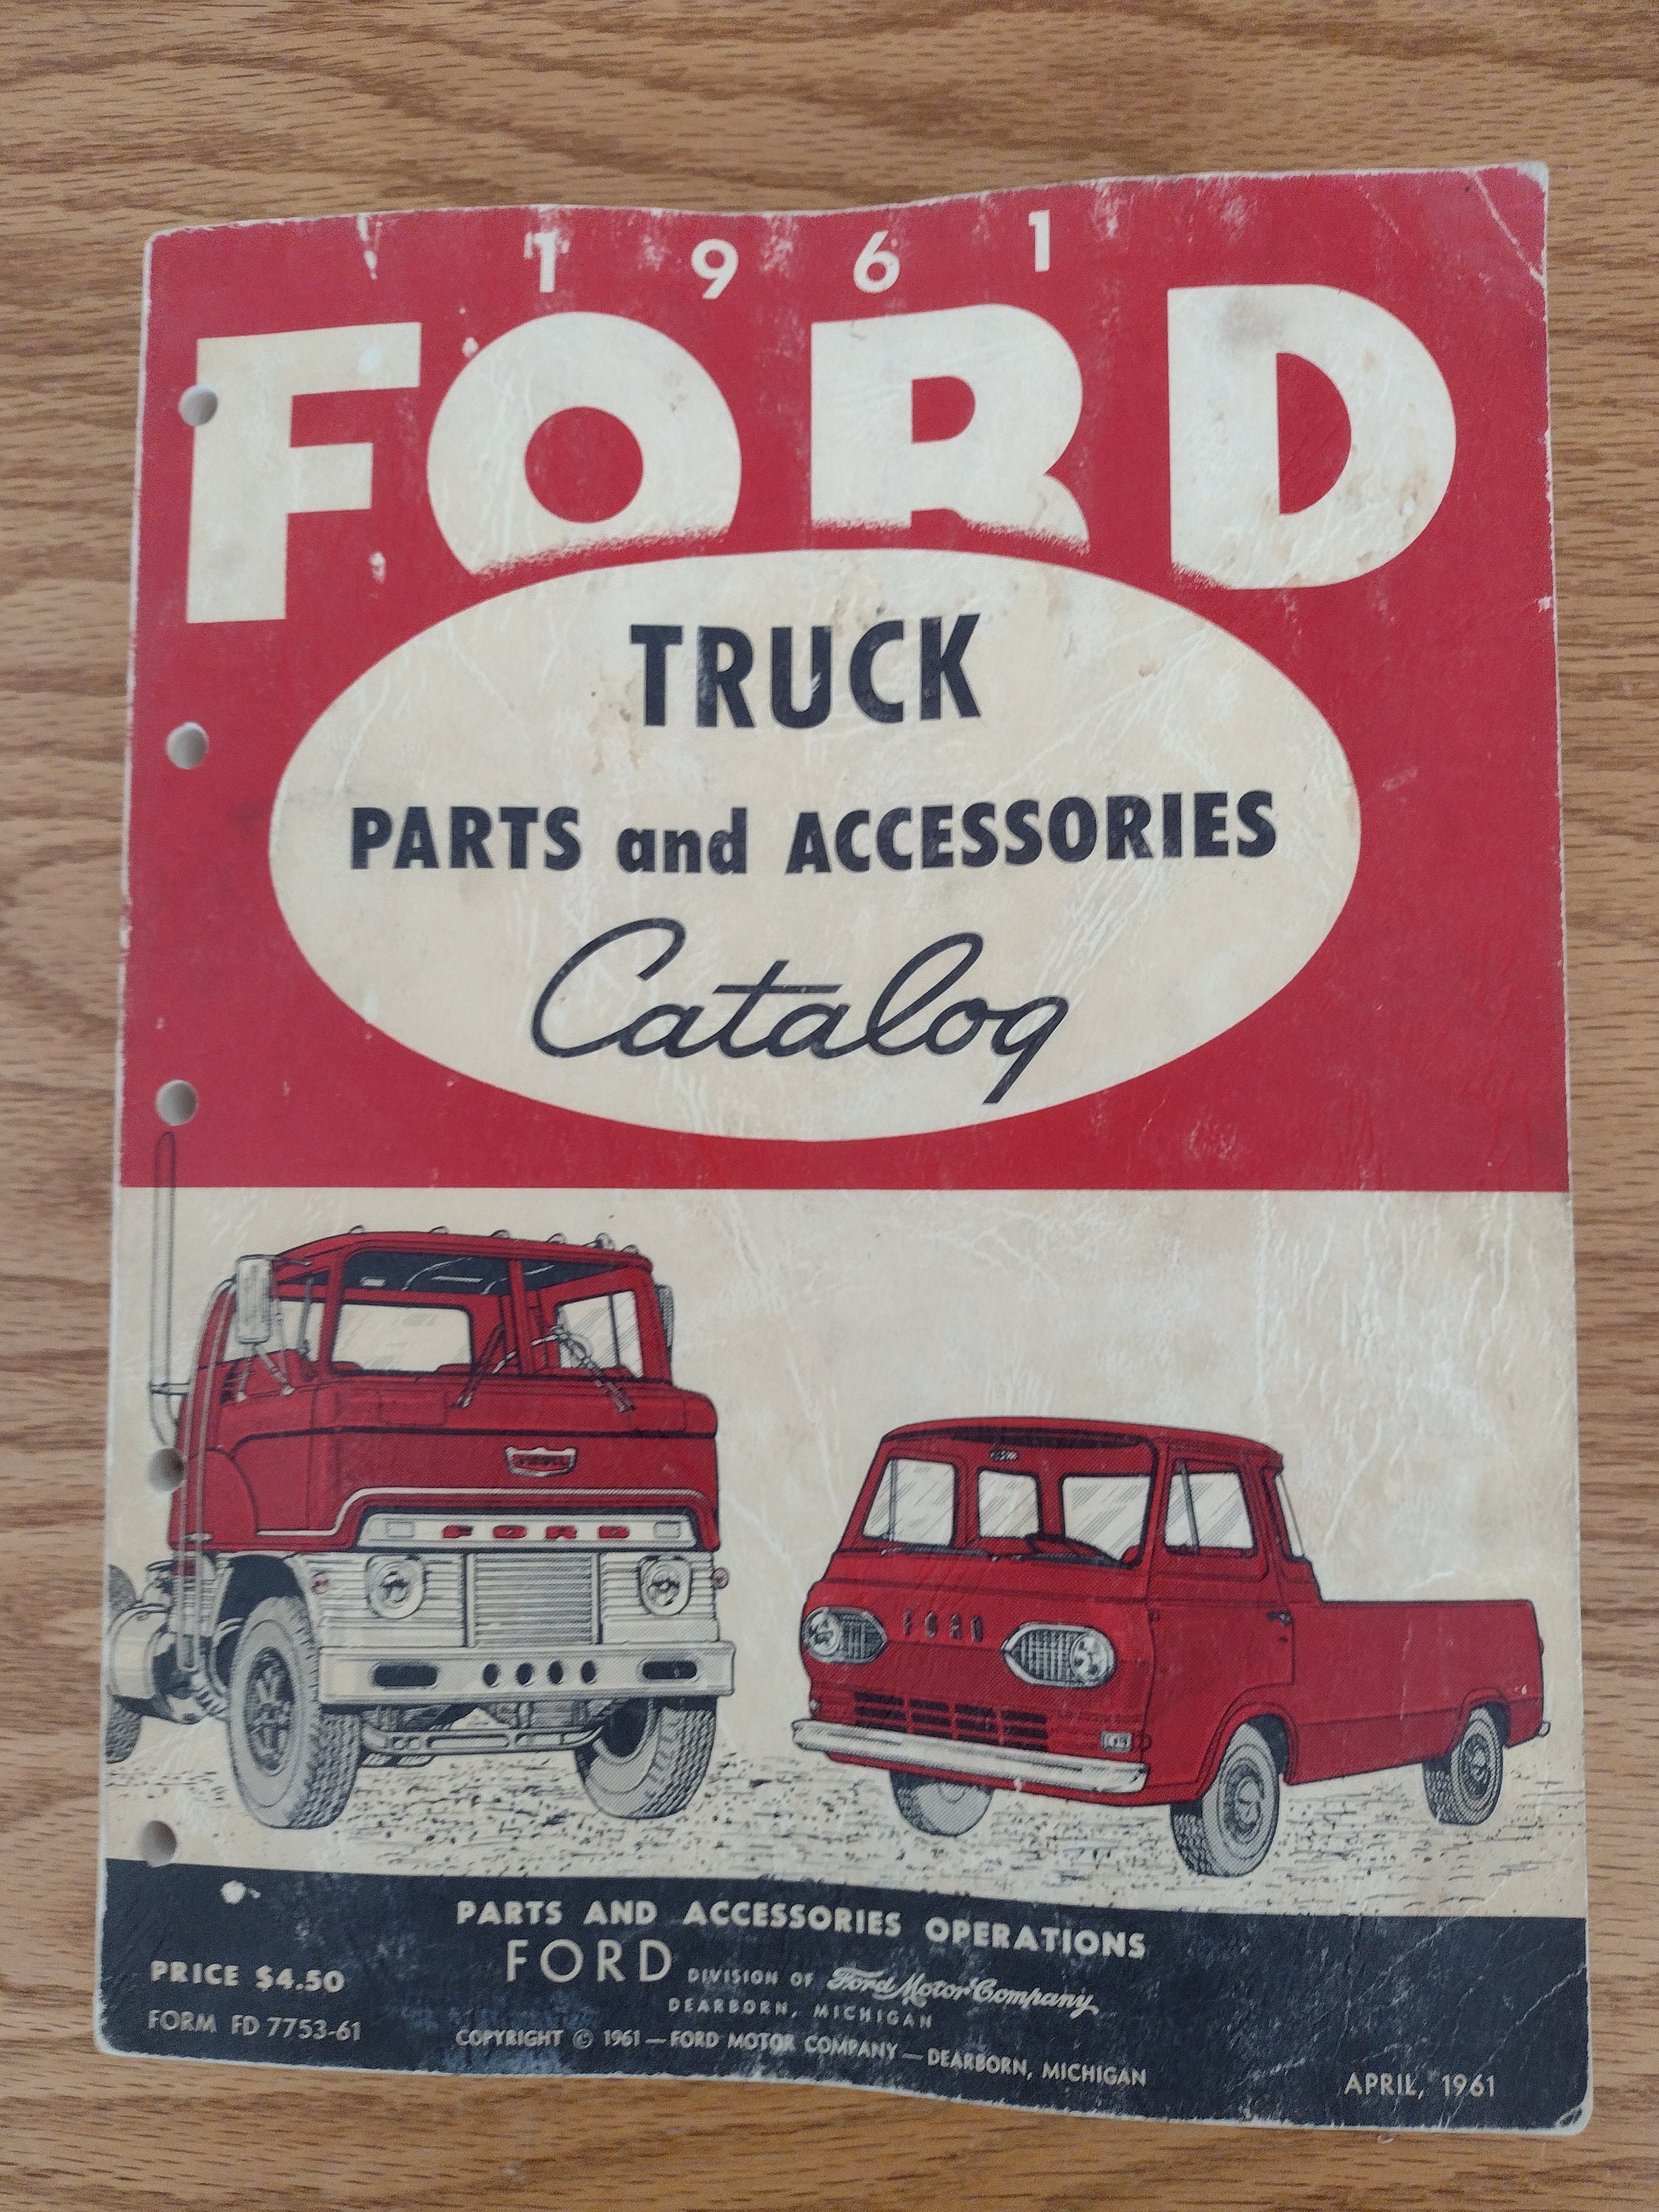 1961
FORD
TRUCK
PARTS and ACCESSORIES
Catalog
FORD
FORD
PARTS AND ACCESSORIES OPERATIONS
FORD DIVISION OF Ford Motor Company
DEARBORN, MICHIGAN
PRICE $4.50
FORM FD 7753-61
COPYRIGHT © 1961 — FORD MOTOR COMPANY — DEARBORN, MICHIGAN
APRIL, 1961